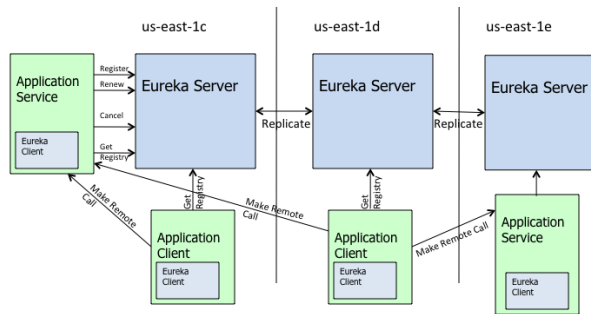 us-east-1c
us-east-1d
us-east-1e
Application
Service
Eureka
Client
Register
Renew
Cancel
Get
Registry
Eureka Server
Replicate
Eureka Server
Replicate
Eureka Server
Make Remote
Call
Get
Registry
Make Remote
Call
Get
Registry
Make Remote Call
Application
Client
Eureka
Client
Application
Client
Eureka
Client
Application
Service
Eureka
Client